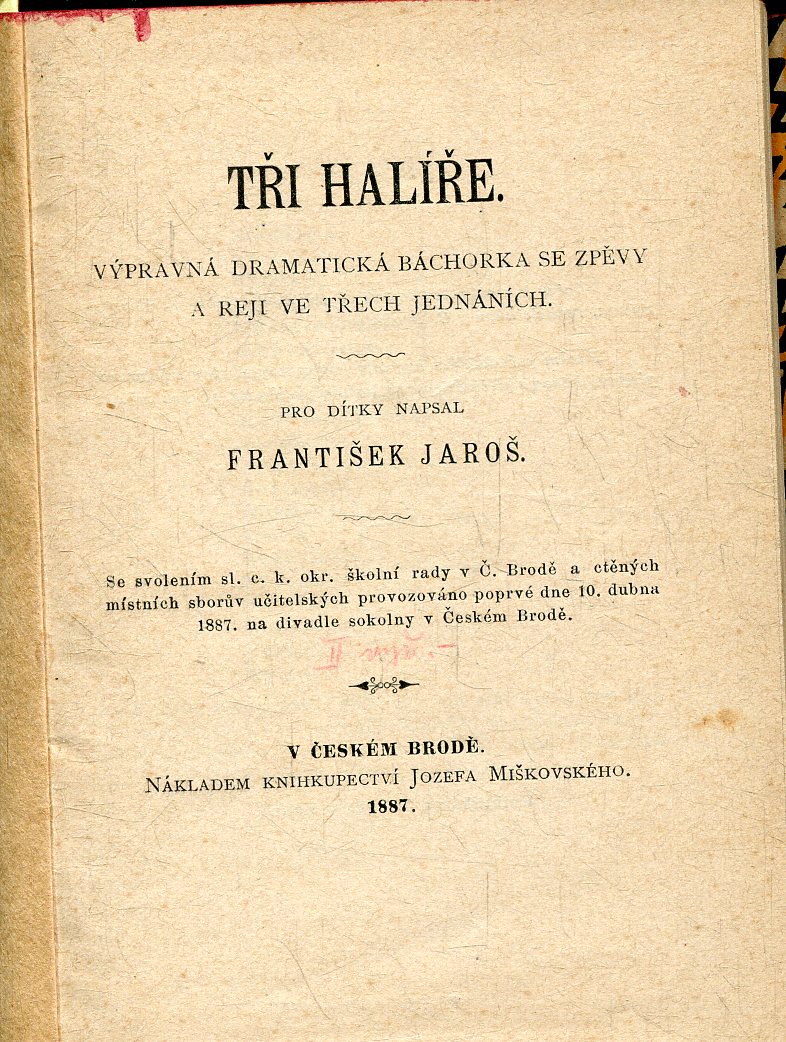 TŘI HALÍŘE.
VÝPRAVNÁ DRAMATICKÁ BÁCHORKA SE ZPĚVY
A REJI VE TŘECH JEDNÁNÍCH.
PRO DÍTKY NAPSAL
FRANTIŠEK JAROŠ.
Se svolením sl. c. k. okr. školní rady v Č. Brodě a ctěných
místních sborův učitelských provozováno poprvé dne 10. dubna
1887. na divadle sokolny v Českém Brodě.
V ČESKÉM BRODĚ.
NÁKLADEM KNIHKUPECTVÍ JOZEFA MIŠKOVSKÉHO.
1887.